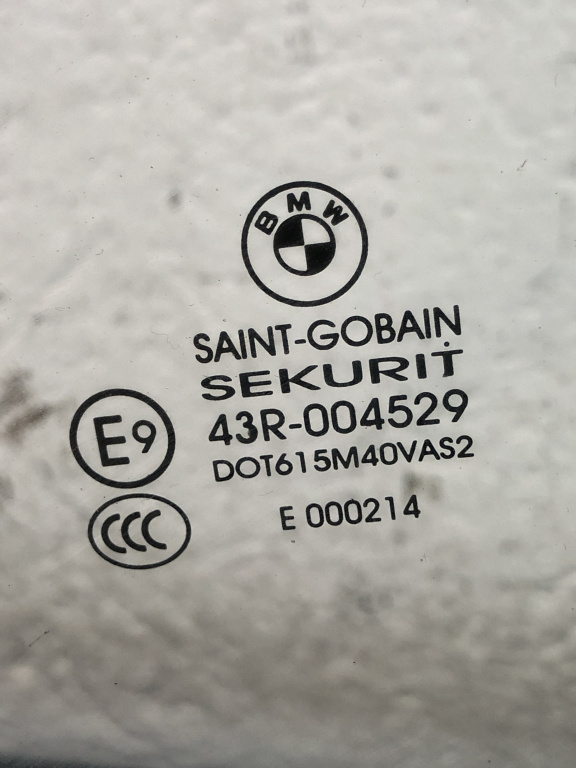 BMW
SAINT-GOBAIN
SEKURIT
43R-004529
E9
DOT615M40VAS2
CCC
E 000214